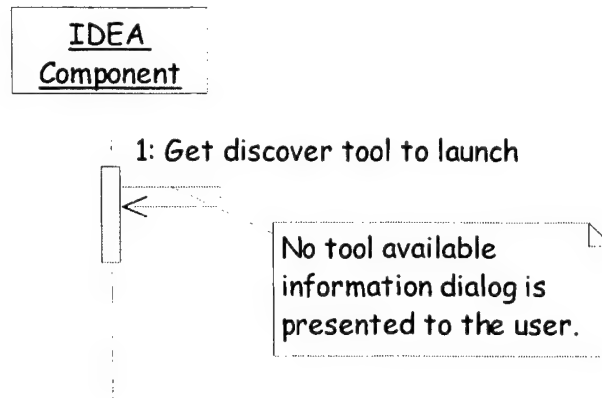 IDEA
Component
1: Get discover tool to launch
No tool available
information dialog is
presented to the user.